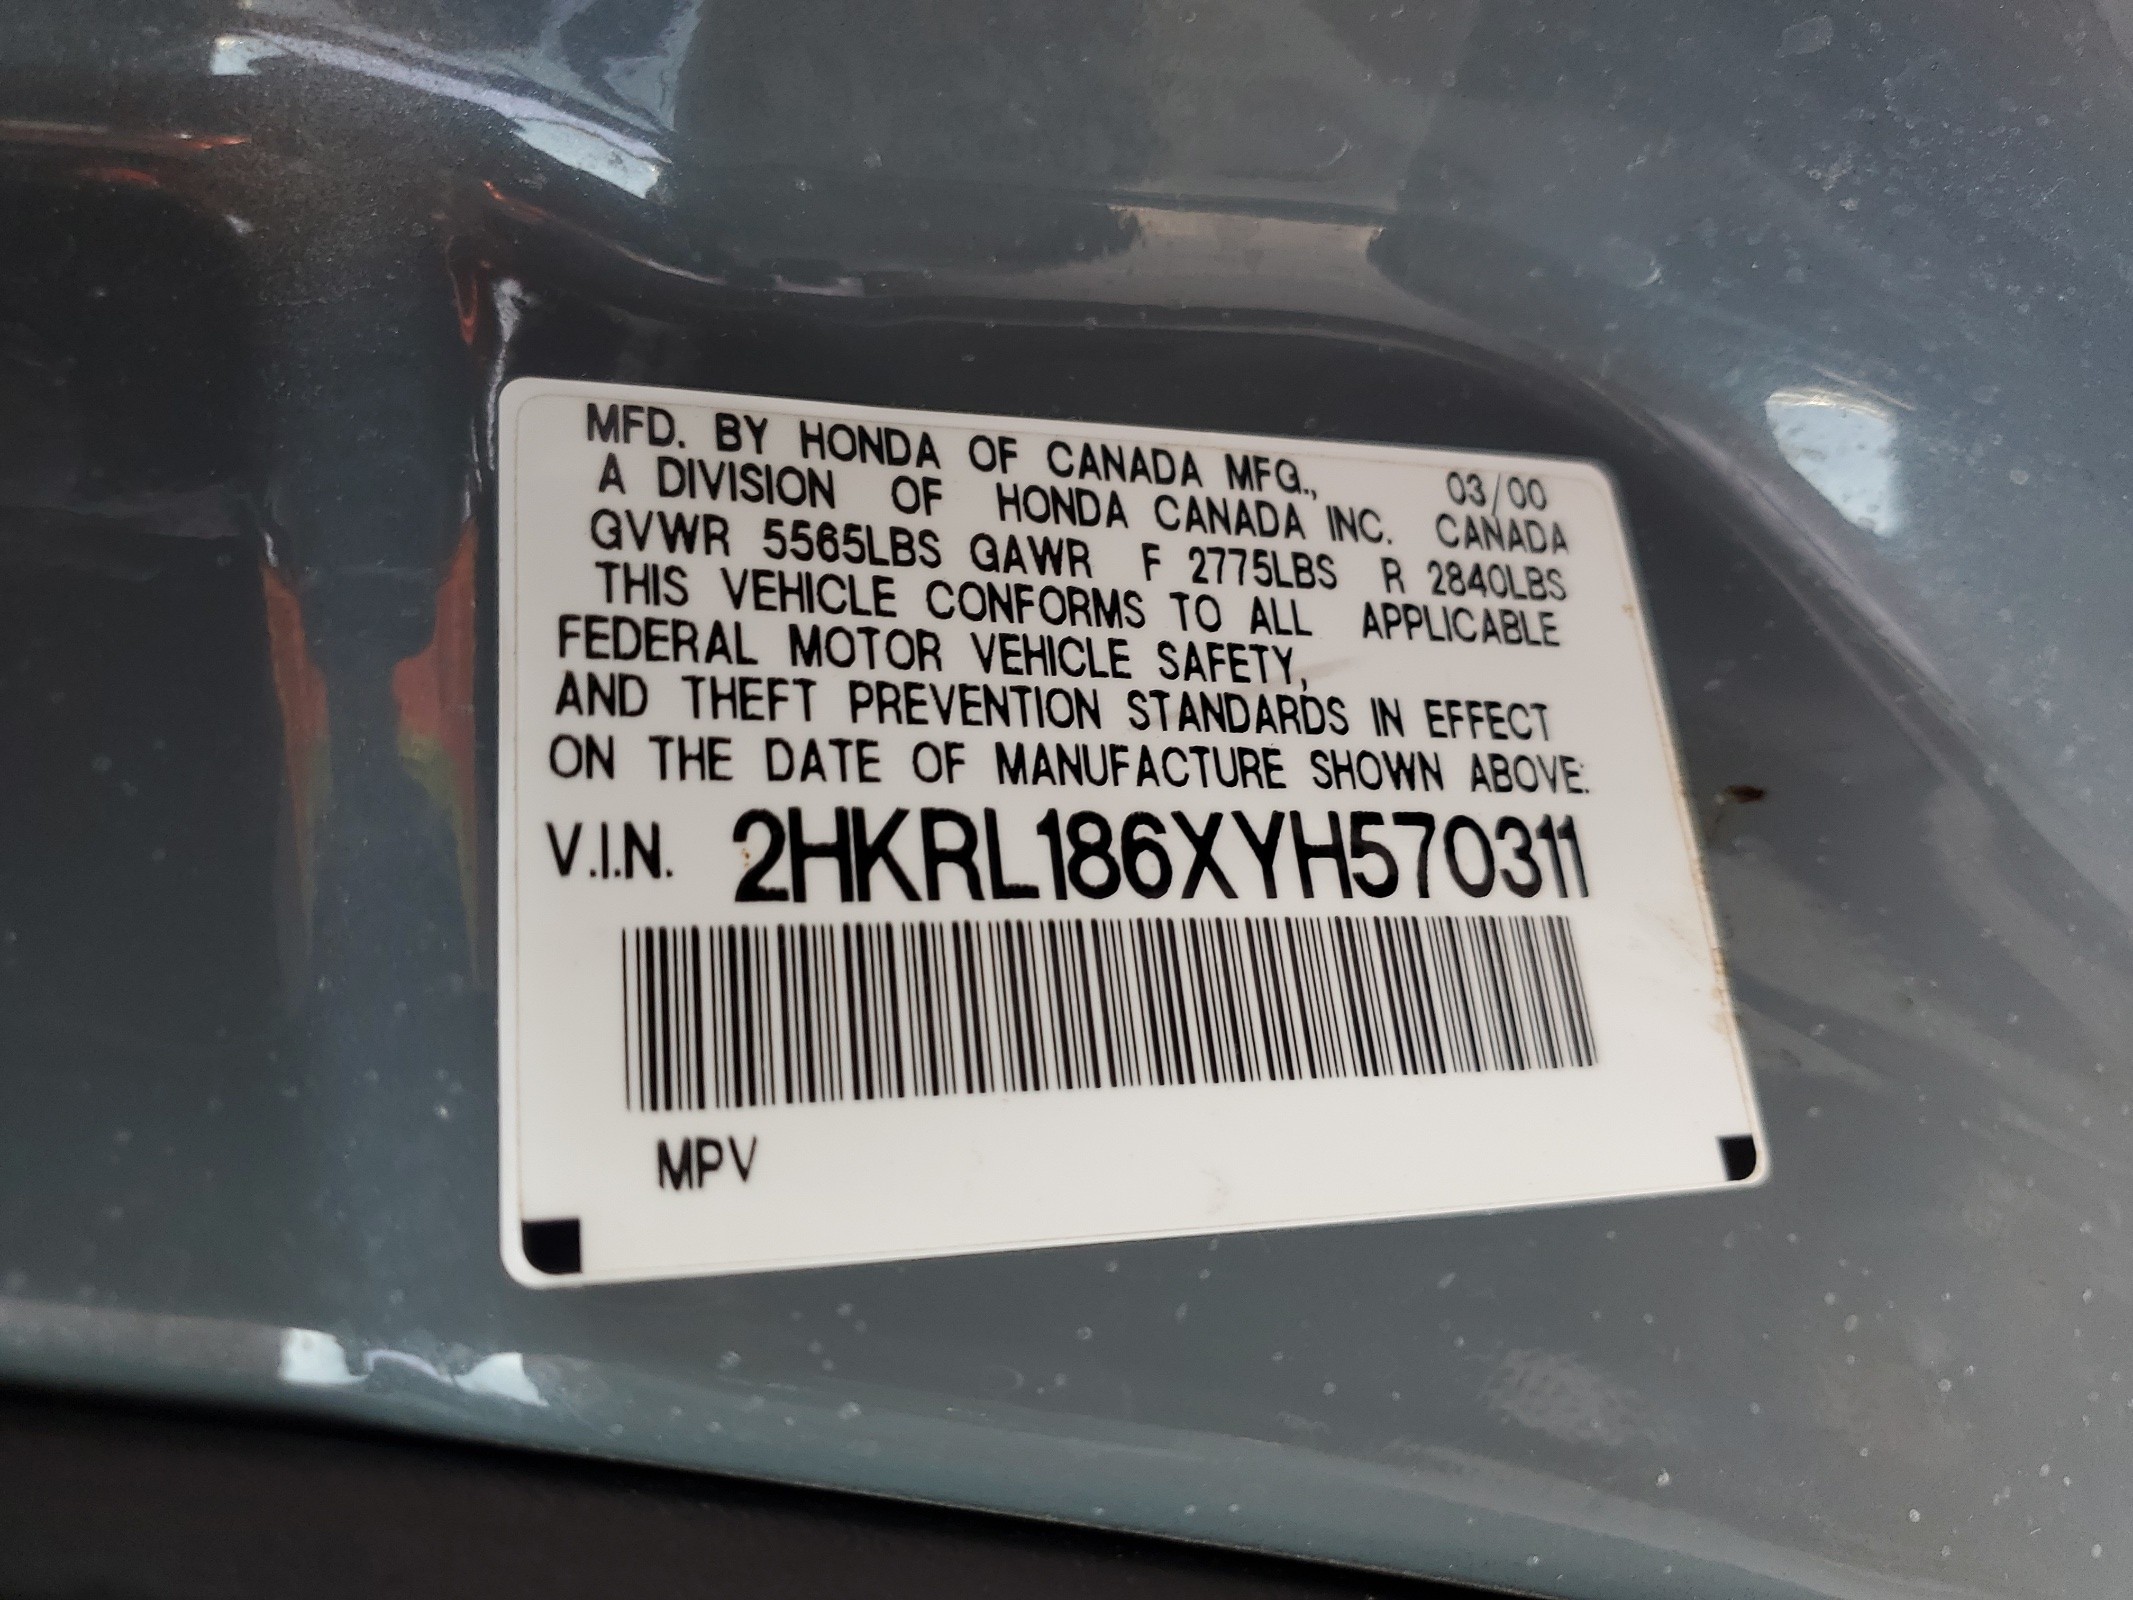 MFD. BY HONDA OF CANADA MFG., 03/00
A DIVISION OF HONDA CANADA INC. CANADA
GVWR 5565LBS GAWR F 2775LBS R 2840LBS
THIS VEHICLE CONFORMS TO ALL APPLICABLE
FEDERAL MOTOR VEHICLE SAFETY,
AND THEFT PREVENTION STANDARDS IN EFFECT
ON THE DATE OF MANUFACTURE SHOWN ABOVE:
V.I.N. 2HKRL186XYH570311
MPV